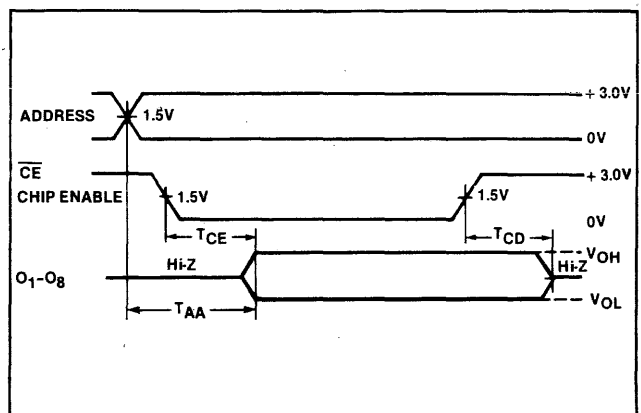 + 3.0V
ADDRESS
1.5V
0V
CE
CHIP ENABLE
1.5V
1.5V
+ 3.0V
0V
TCE
TCD
O1-O8
Hi-Z
VOH
Hi-Z
TAA
VOL